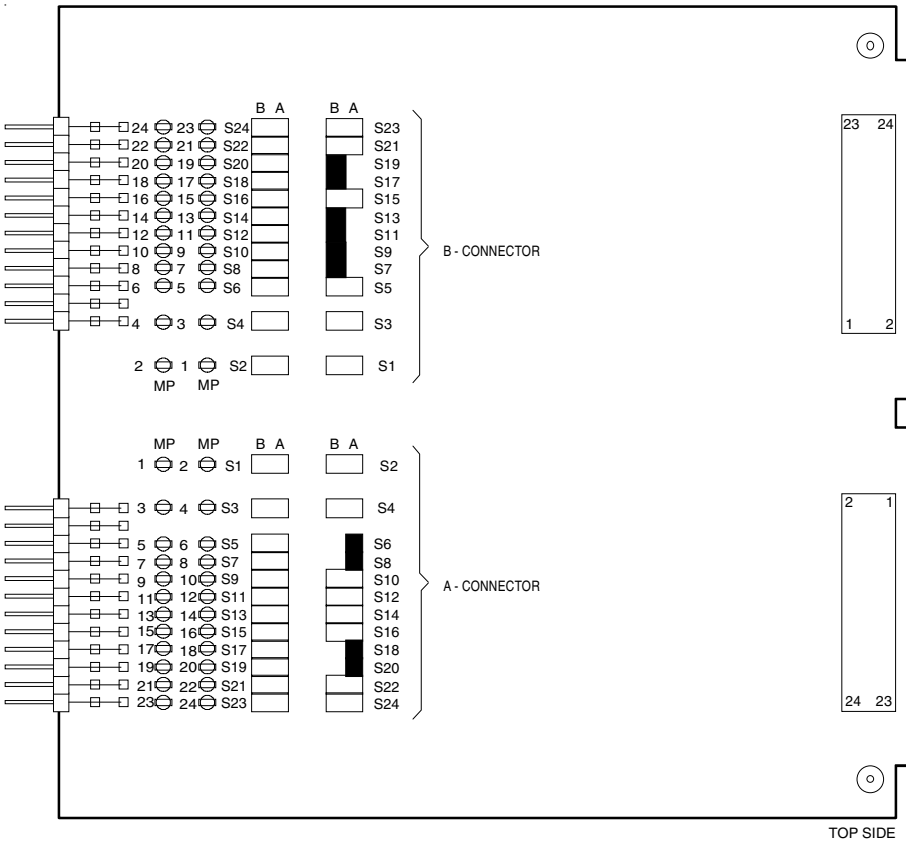 B A B A
24 23 S24 S23 23 24
22 21 S22 S21
20 19 S20 S19
18 17 S18 S17
16 15 S16 S15
14 13 S14 S13
12 11 S12 S11
10 9 S10 S9 B - CONNECTOR
8 7 S8 S7
6 5 S6 S5
4 3 S4 S3 1 2
2 1 S2 S1
MP MP
MP MP B A B A
1 2 S1 S2
3 4 S3 S4 2 1
5 6 S5 S6
7 8 S7 S8
9 10 S9 S10 A - CONNECTOR
11 12 S11 S12
13 14 S13 S14
15 16 S15 S16
17 18 S17 S18
19 20 S19 S20
21 22 S21 S22
23 24 S23 S24 24 23
TOP SIDE